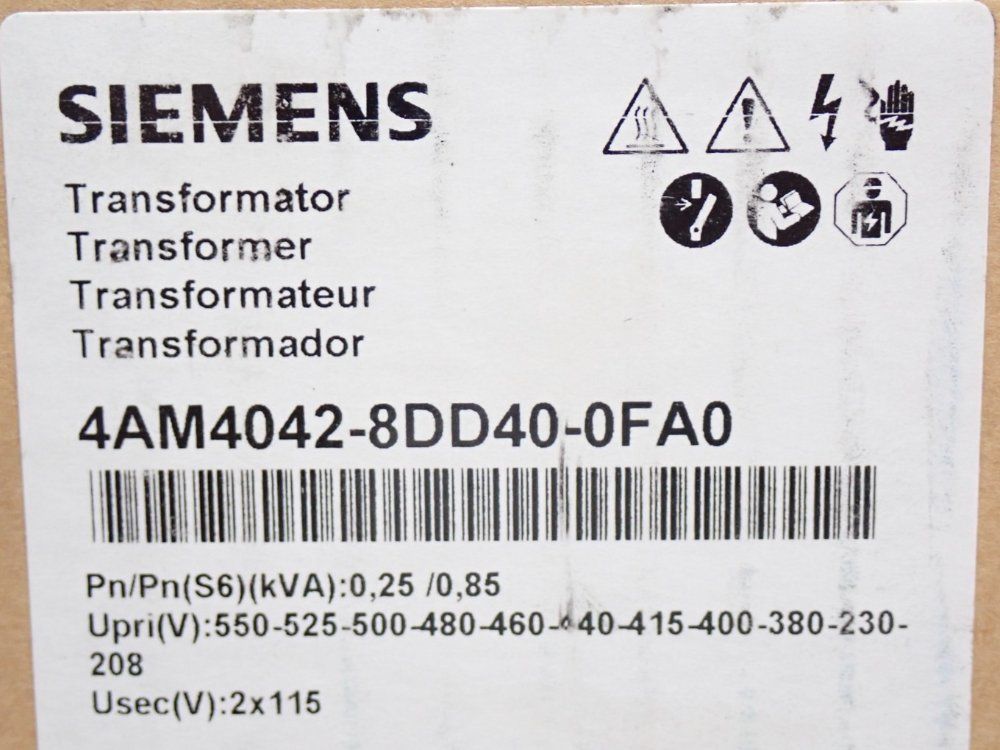 SIEMENS
Transformator
Transformer
Transformateur
Transformador
4AM4042-8DD40-0FA0
Pn/Pn(S6)(kVA):0,25 /0,85
Upri(V):550-525-500-480-460-440-415-400-380-230-
208
Usec(V):2x115